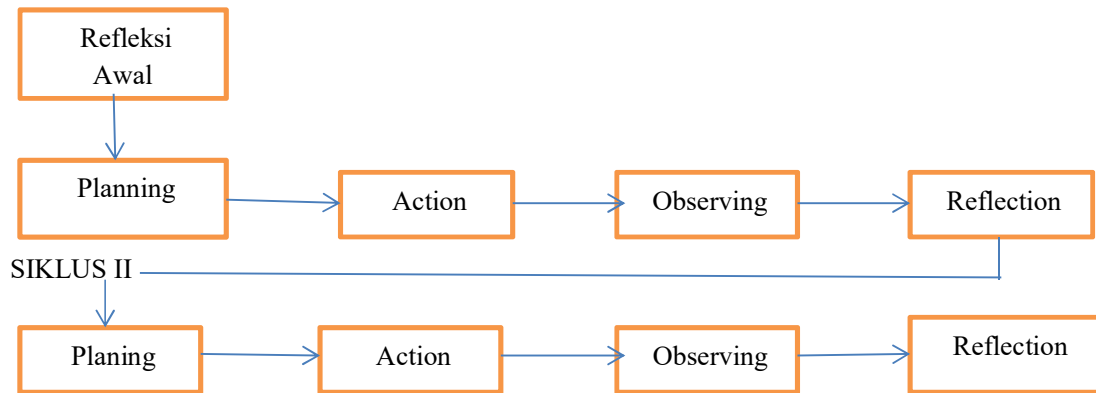 Refleksi
Awal
Planning
Action
Observing
Reflection
SIKLUS II
Planing
Action
Observing
Reflection